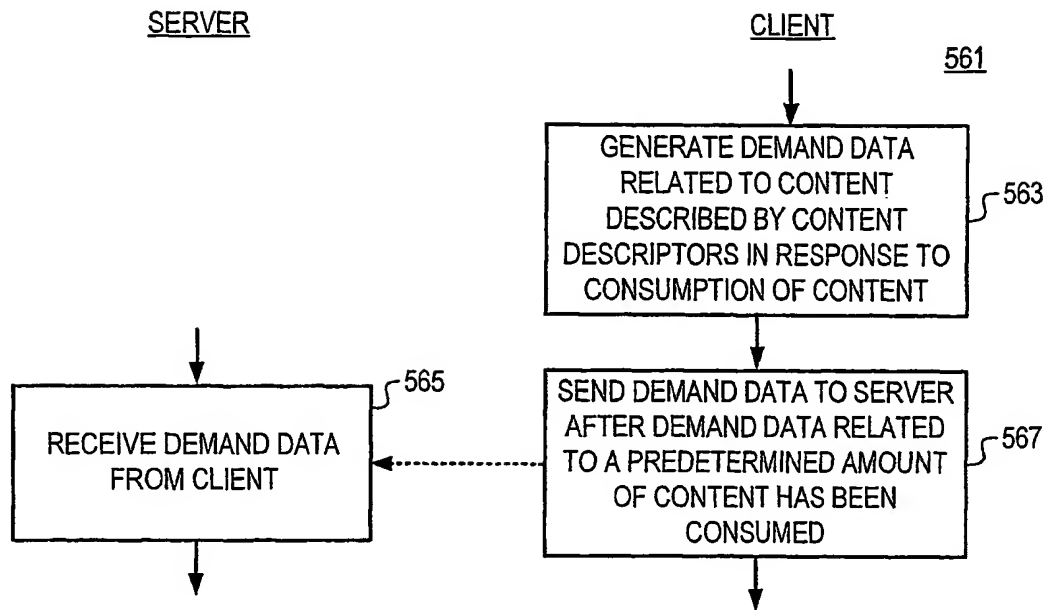 SERVER
CLIENT
561
GENERATE DEMAND DATA
RELATED TO CONTENT
DESCRIBED BY CONTENT
DESCRIPTORS IN RESPONSE TO
CONSUMPTION OF CONTENT
563
565
RECEIVE DEMAND DATA
FROM CLIENT
SEND DEMAND DATA TO SERVER
AFTER DEMAND DATA RELATED
TO A PREDETERMINED AMOUNT
OF CONTENT HAS BEEN
CONSUMED
567